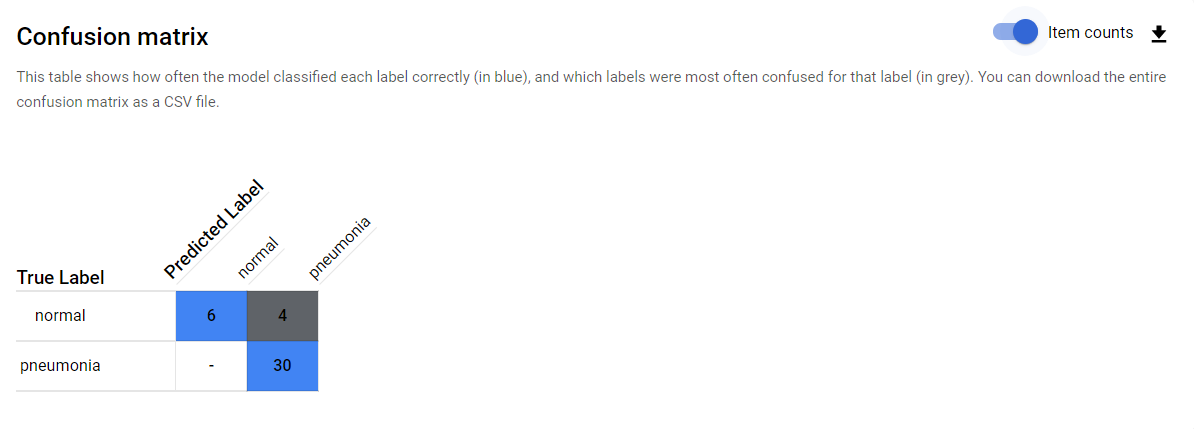 Confusion matrix
Item counts
This table shows how often the model classified each label correctly (in blue), and which labels were most often confused for that label (in grey). You can download the entire
confusion matrix as a CSV file.
Predicted Label
normal
pneumonia
True Label
normal 6 4
pneumonia - 30